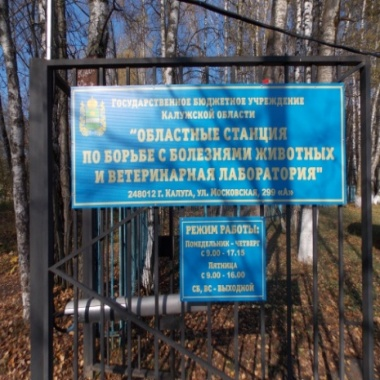 ГОСУДАРСТВЕННОЕ БЮДЖЕТНОЕ УЧРЕЖДЕНИЕ
КАЛУЖСКОЙ ОБЛАСТИ
"ОБЛАСТНЫЕ СТАНЦИЯ
ПО БОРЬБЕ С БОЛЕЗНЯМИ ЖИВОТНЫХ
И ВЕТЕРИНАРНАЯ ЛАБОРАТОРИЯ"
248012 Г. КАЛУГА, УЛ. МОСКОВСКАЯ, 299 «А»
РЕЖИМ РАБОТЫ:
ПОНЕДЕЛЬНИК - ЧЕТВЕРГ
С 9.00 - 17.15
ПЯТНИЦА
С 9.00 - 16.00
СБ, ВС - ВЫХОДНОЙ